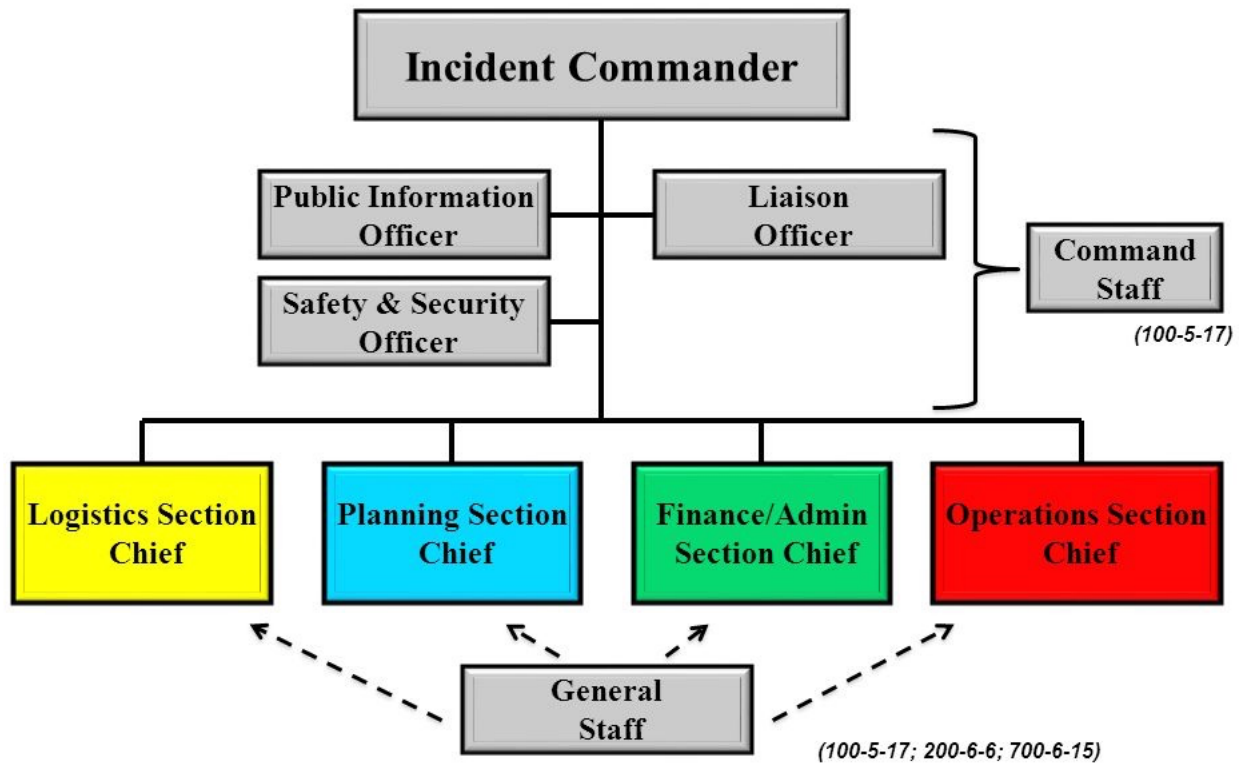 Incident Commander
Public Information
Officer
Liaison
Officer
Safety & Security
Officer
Command
Staff
(100-5-17)
Logistics Section
Chief
Planning Section
Chief
Finance/Admin
Section Chief
Operations Section
Chief
General
Staff
(100-5-17; 200-6-6; 700-6-15)